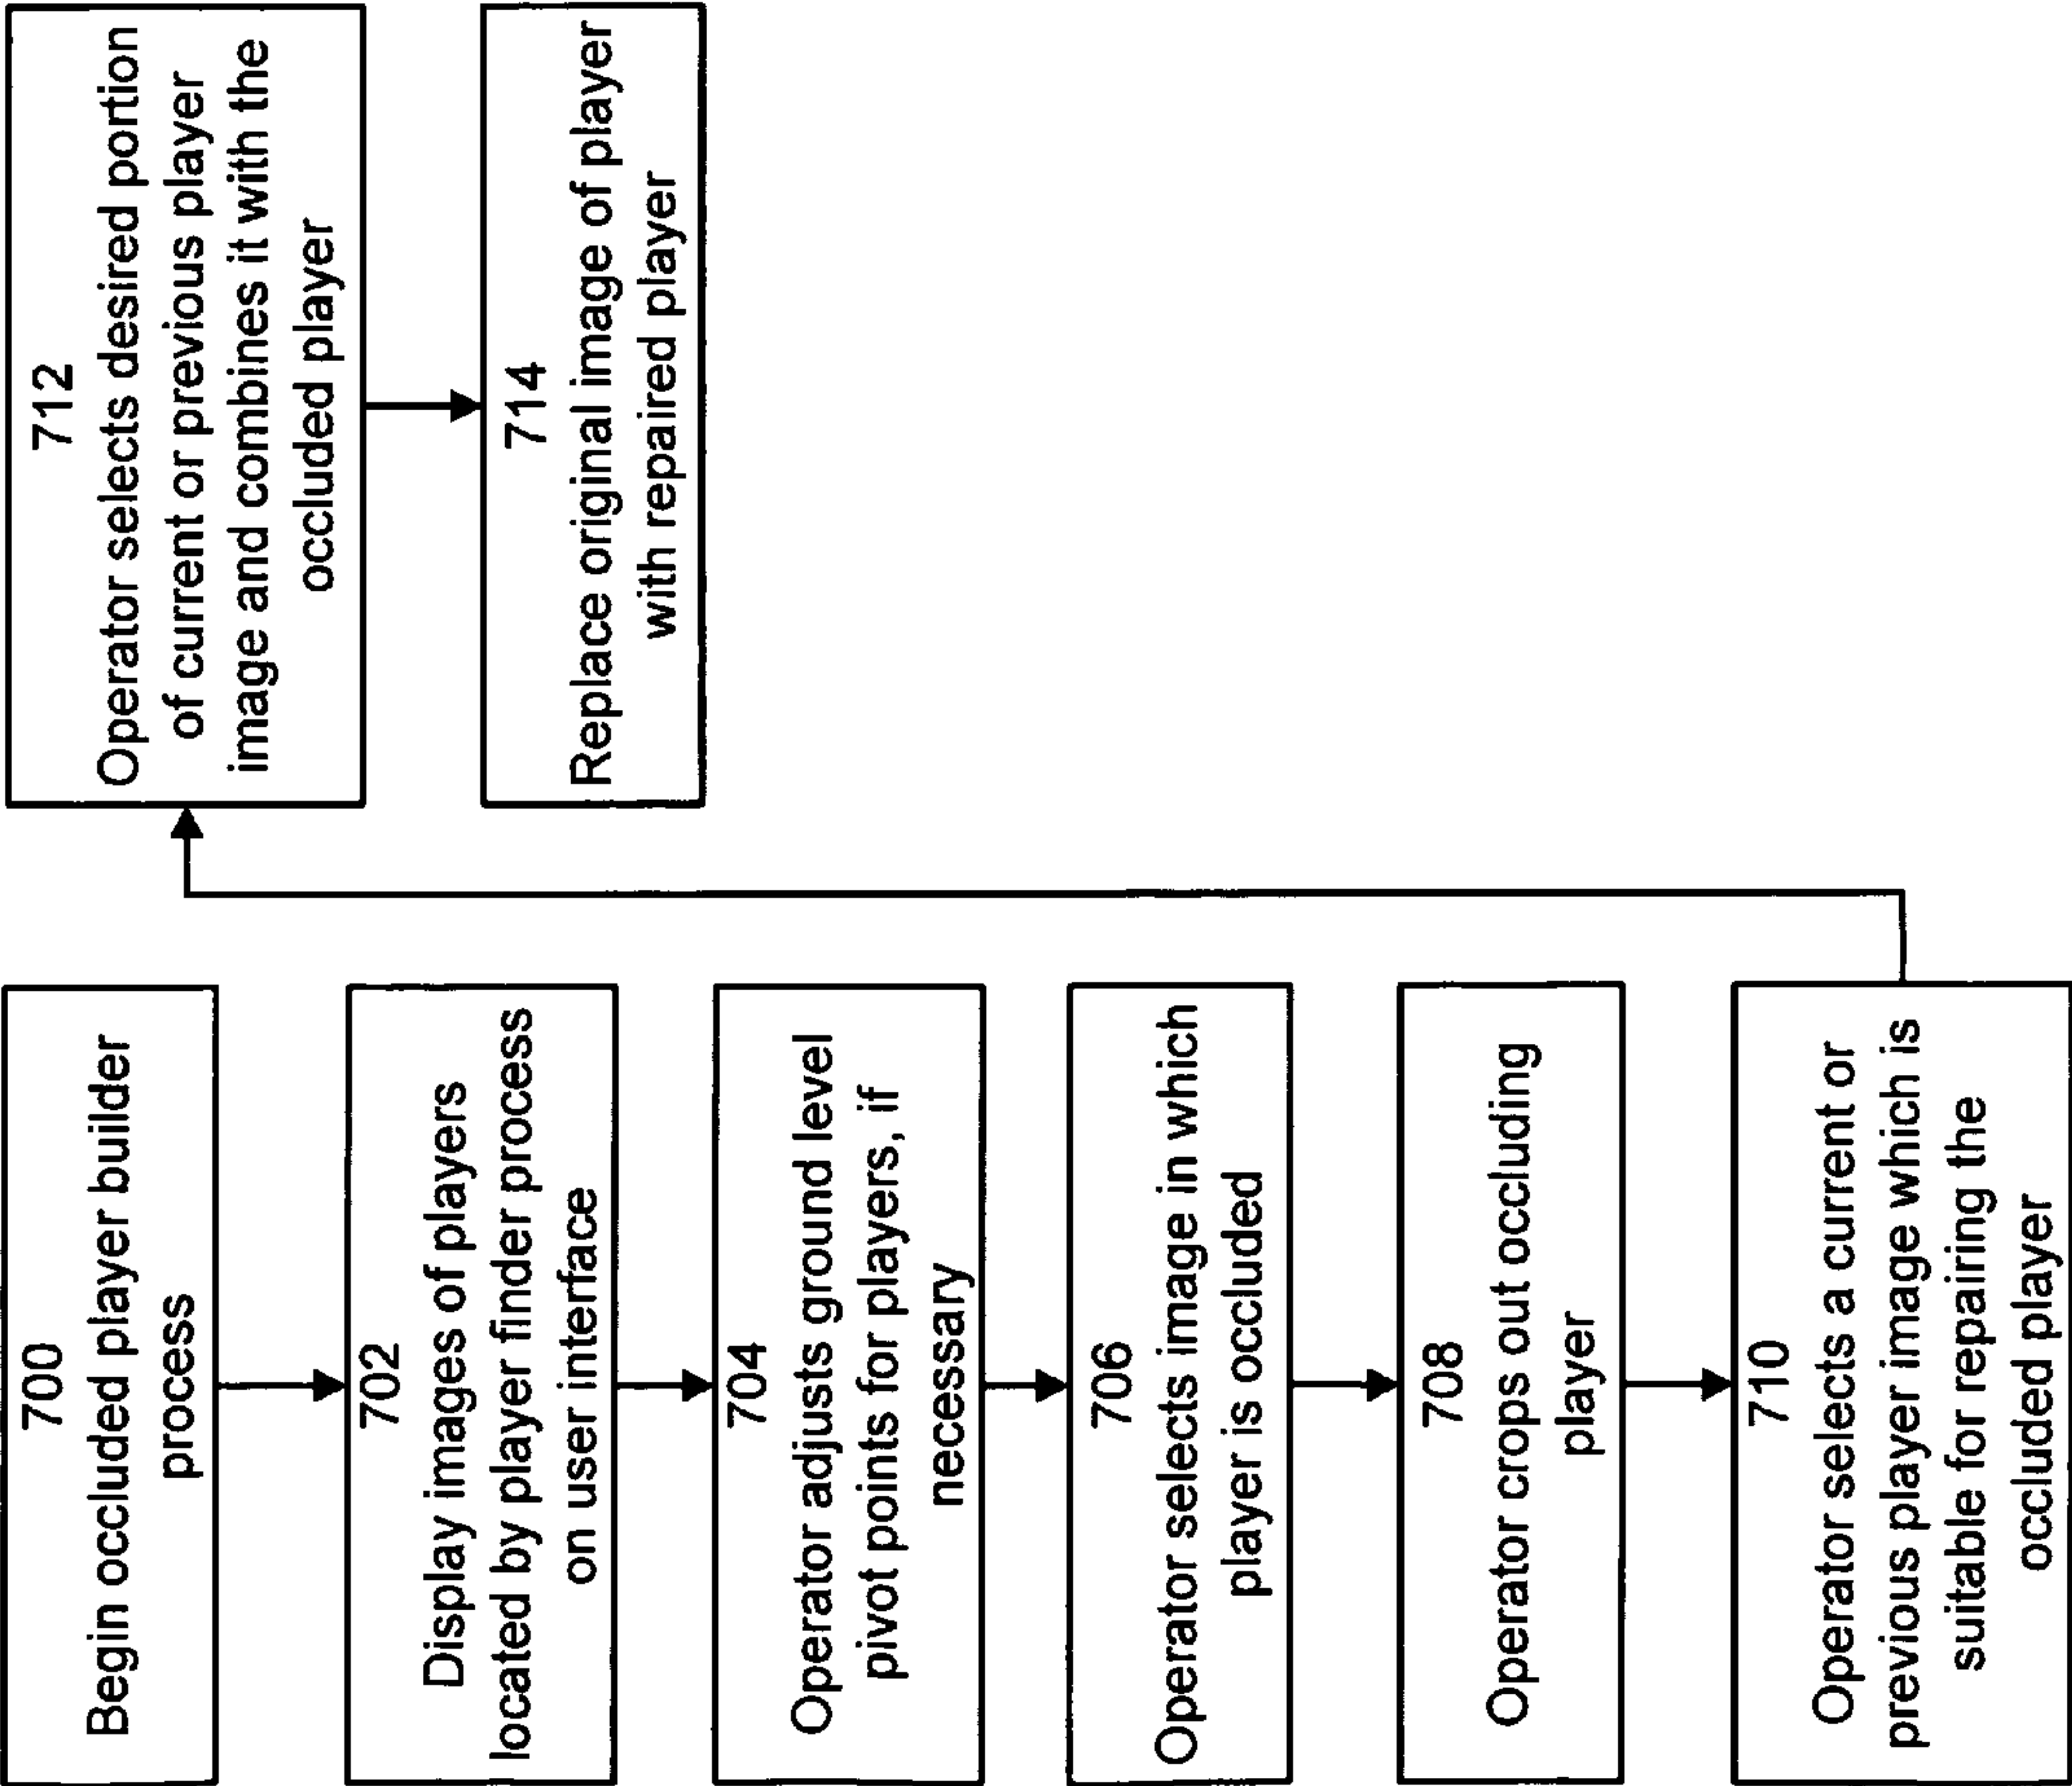 700
Begin occluded player builder
process
702
Display images of players
located by player finder process
on user interface
704
Operator adjusts ground level
pivot points for players, if
necessary
706
Operator selects image in which
player is occluded
708
Operator crops out occluding
player
710
Operator selects a current or
previous player image which is
suitable for repairing the
occluded player
712
Operator selects desired portion
of current or previous player
image and combines it with the
occluded player
714
Replace original image of player
with repaired player